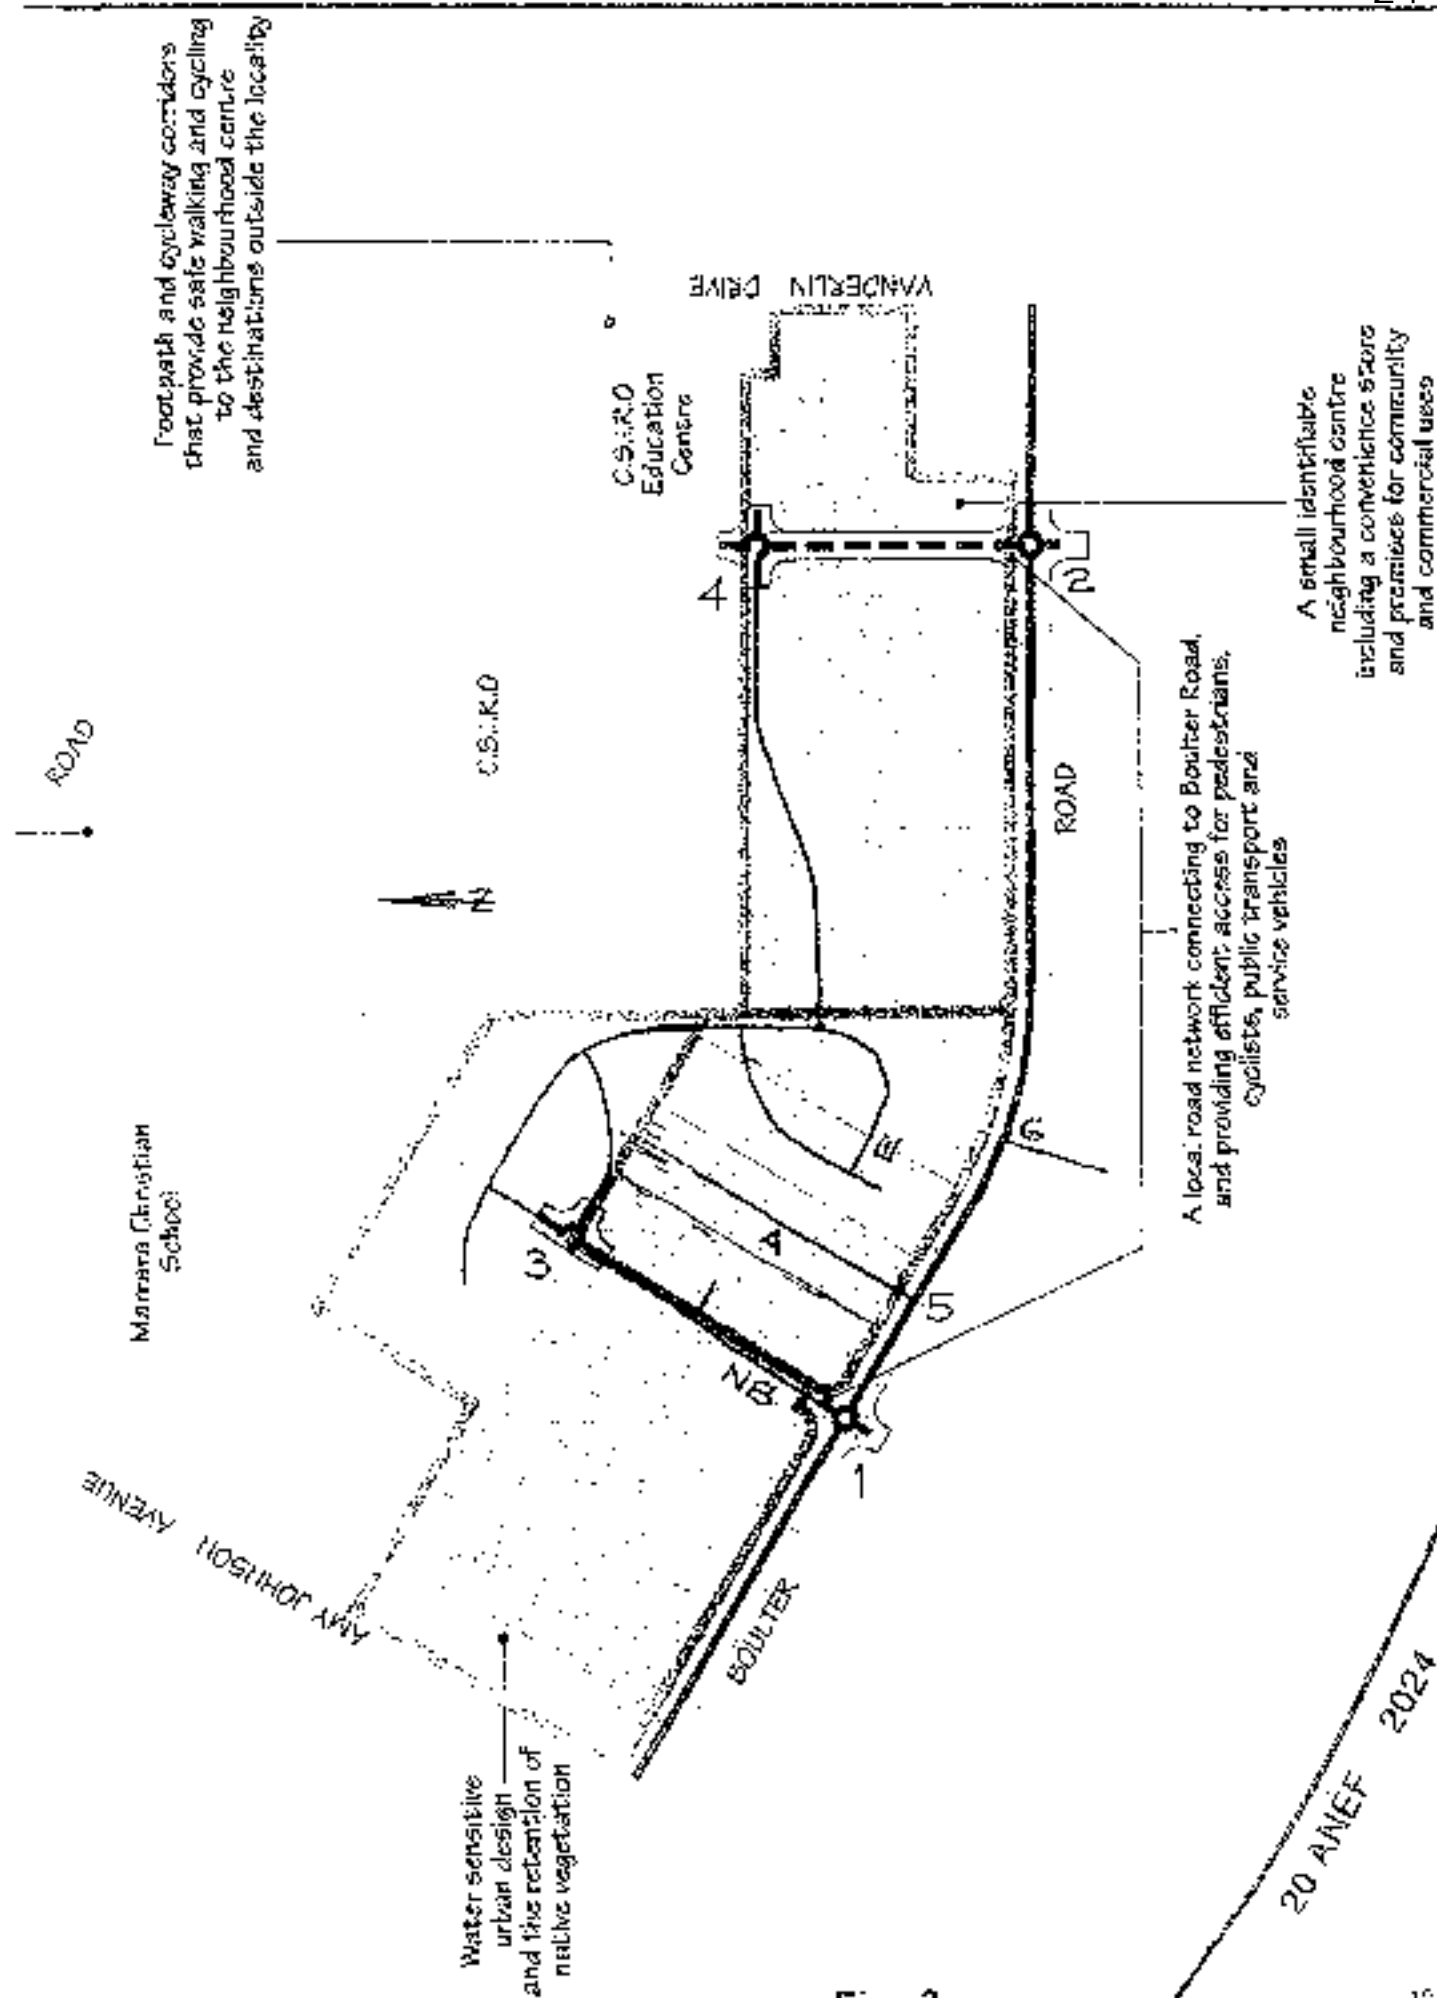 Footpath and cycleway corridors
that provide safe walking and cycling
to the neighbourhood centre
and destinations outside the locality
ROAD
C.S.I.R.O
Education
Centre
VANDERLIN DRIVE
C.S.I.R.O
N
4
2
A small identifiable
neighbourhood centre
including a convenience store
and premises for community
and commercial uses
ROAD
A local road network connecting to Boulter Road,
and providing efficient access for pedestrians,
cyclists, public transport and
service vehicles
Marrara Christian
School
3
E
A
6
5
NB
1
AMY JOHNSON AVENUE
BOULTER
Water sensitive
urban design
and the retention of
native vegetation
20 ANEF 2024